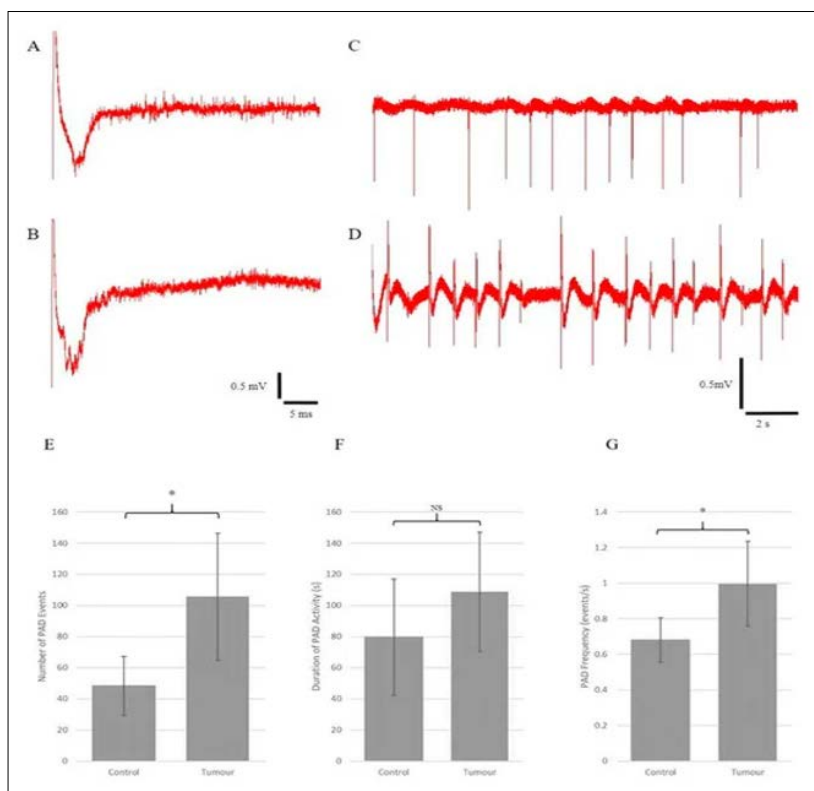 A
C
B
D
0.5 mV
5 ms
0.5mV
2 s
E
F
G
*
NS
*
160
140
120
100
80
60
40
20
0
Number of PAD Events
Control
Tumour
160
140
120
100
80
60
40
20
0
Duration of PAD Activity (s)
Control
Tumour
1.4
1.2
1
0.8
0.6
0.4
0.2
0
PAD Frequency (events/s)
Control
Tumour